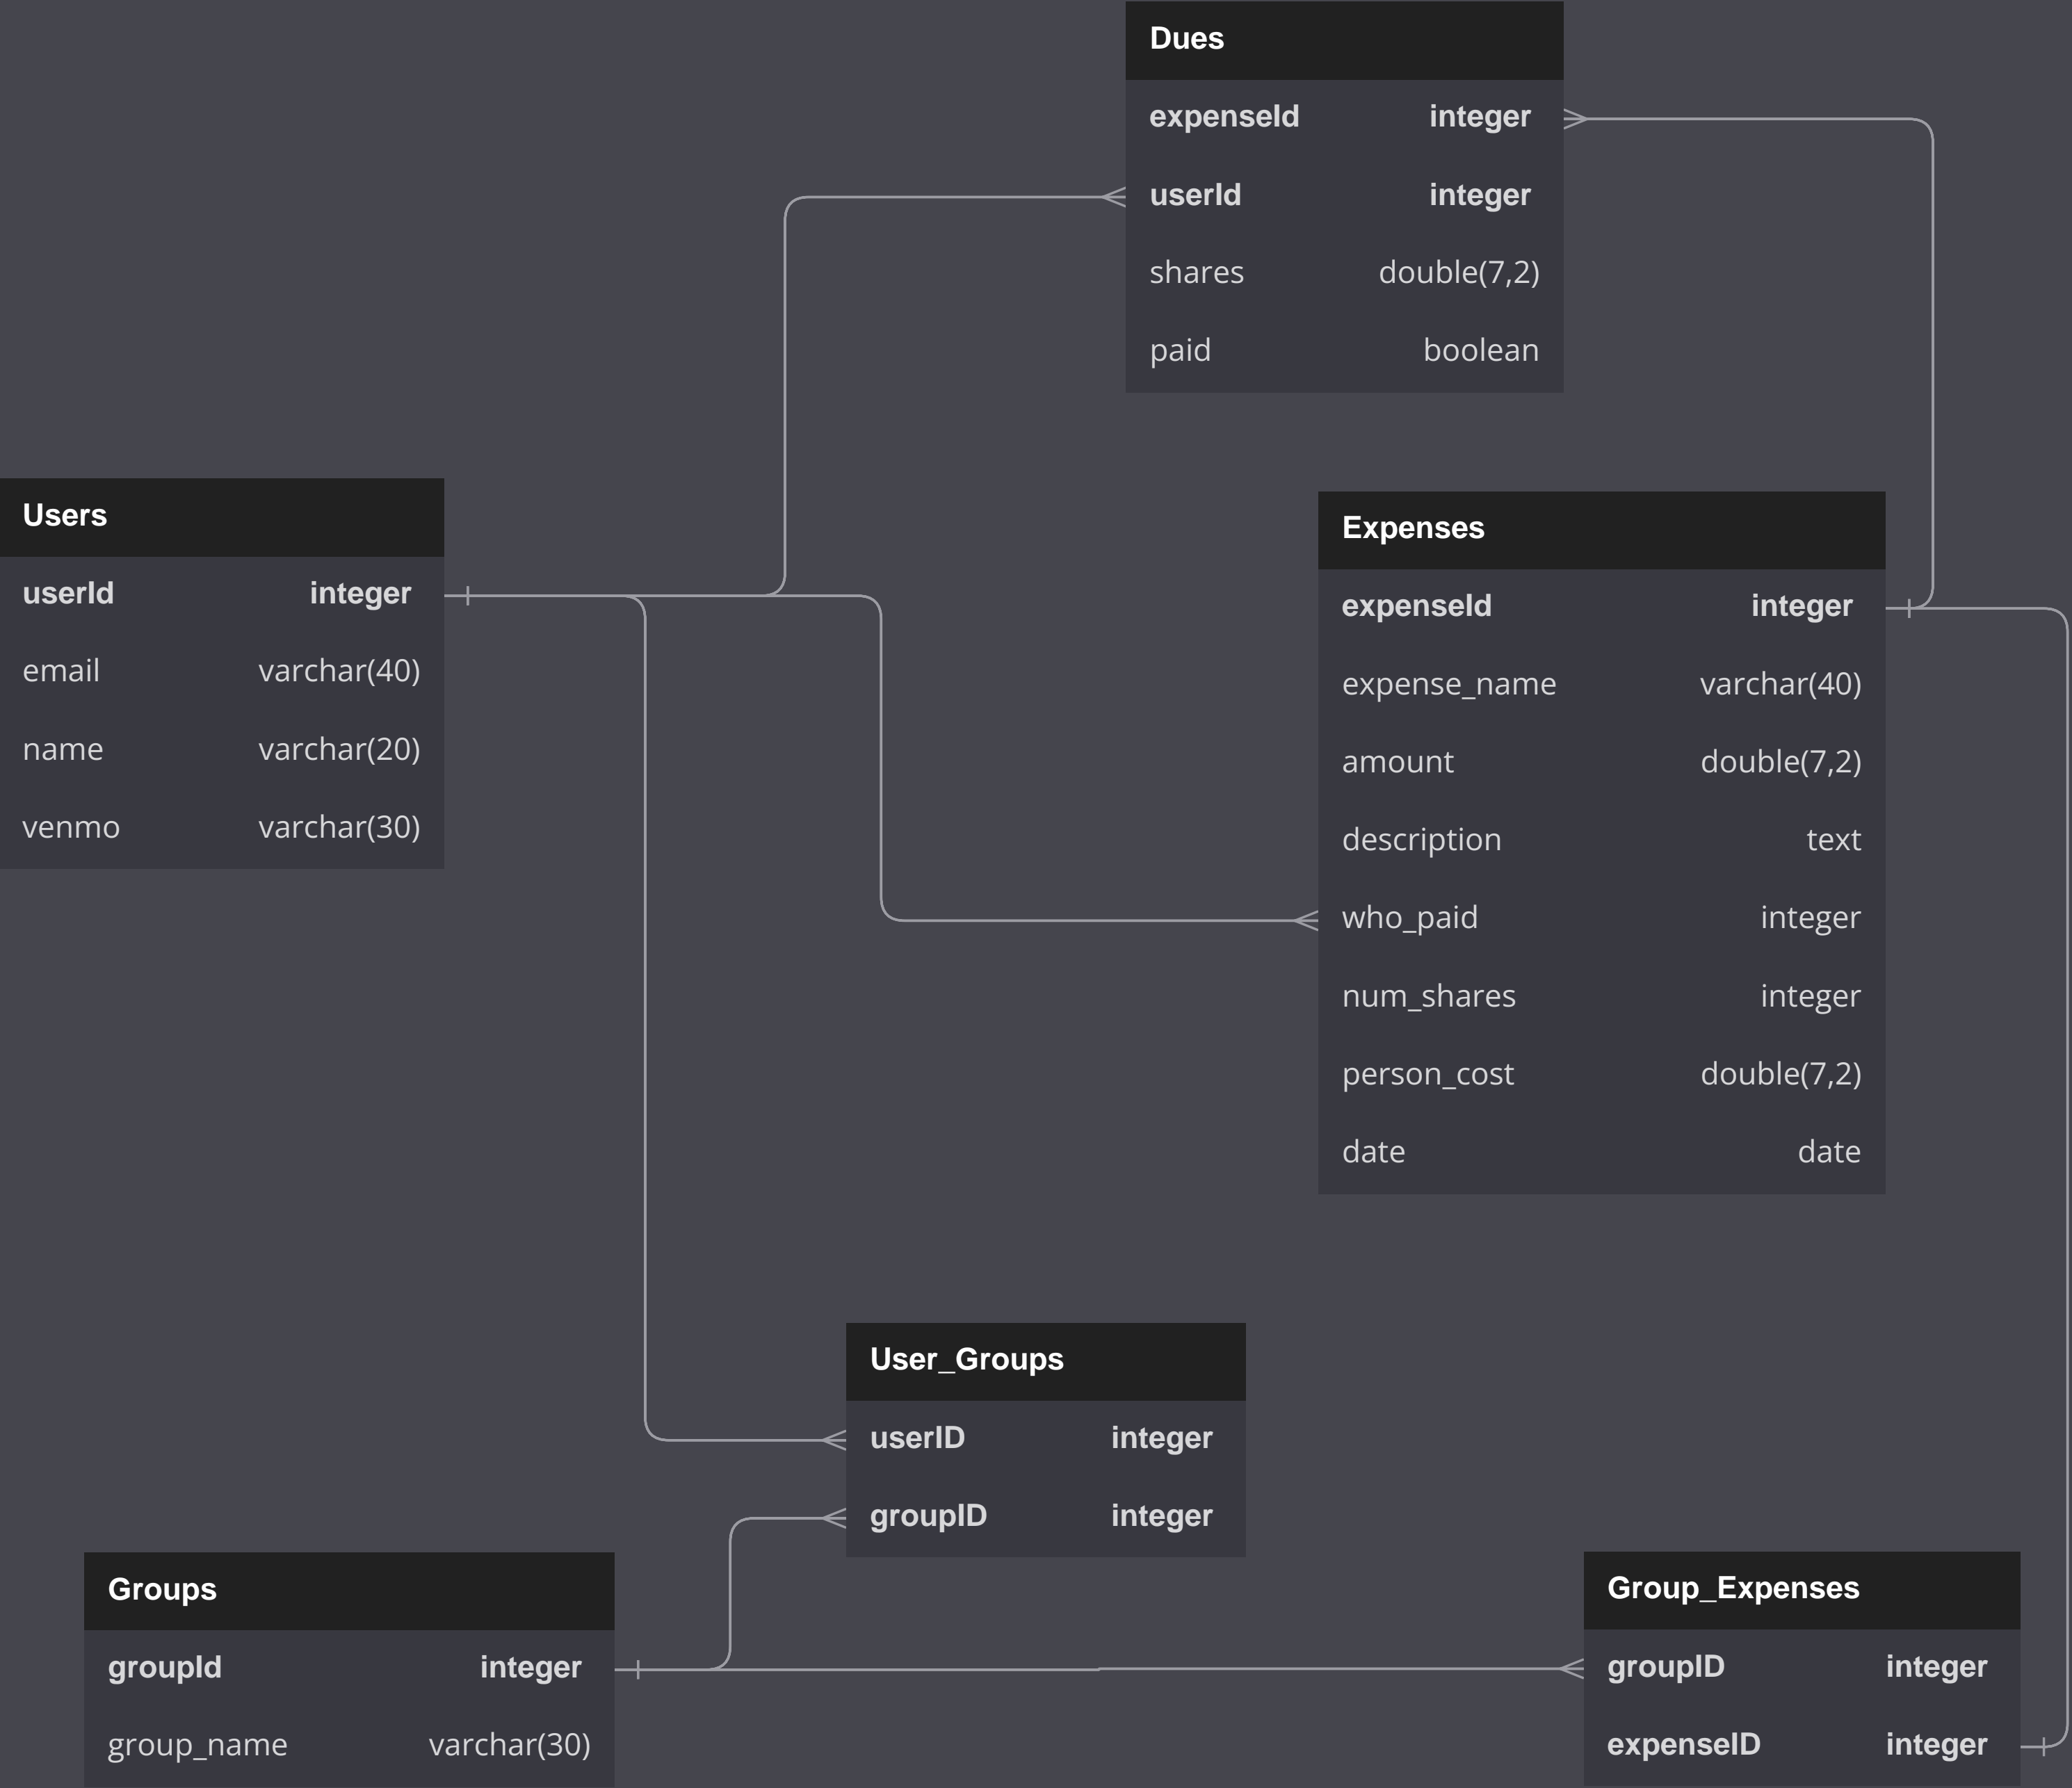 Dues
expenseId integer
userId integer
shares double(7,2)
paid boolean
Users
userId integer
email varchar(40)
name varchar(20)
venmo varchar(30)
Expenses
expenseId integer
expense_name varchar(40)
amount double(7,2)
description text
who_paid integer
num_shares integer
person_cost double(7,2)
date date
User_Groups
userID integer
groupID integer
Groups
groupId integer
group_name varchar(30)
Group_Expenses
groupID integer
expenseID integer